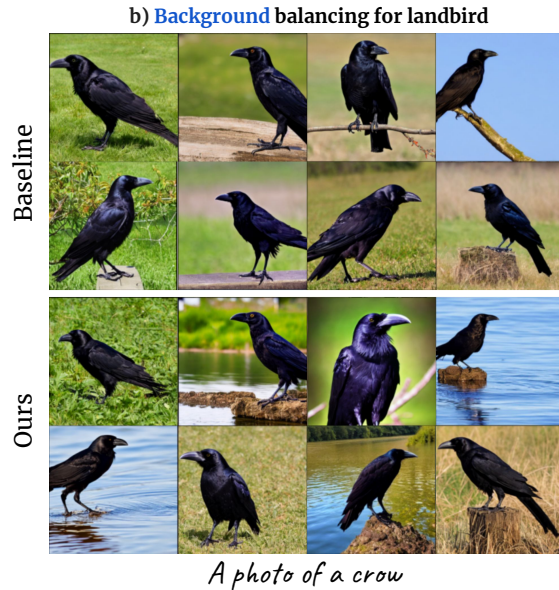 b) Background balancing for landbird
Baseline
Ours
A photo of a crow